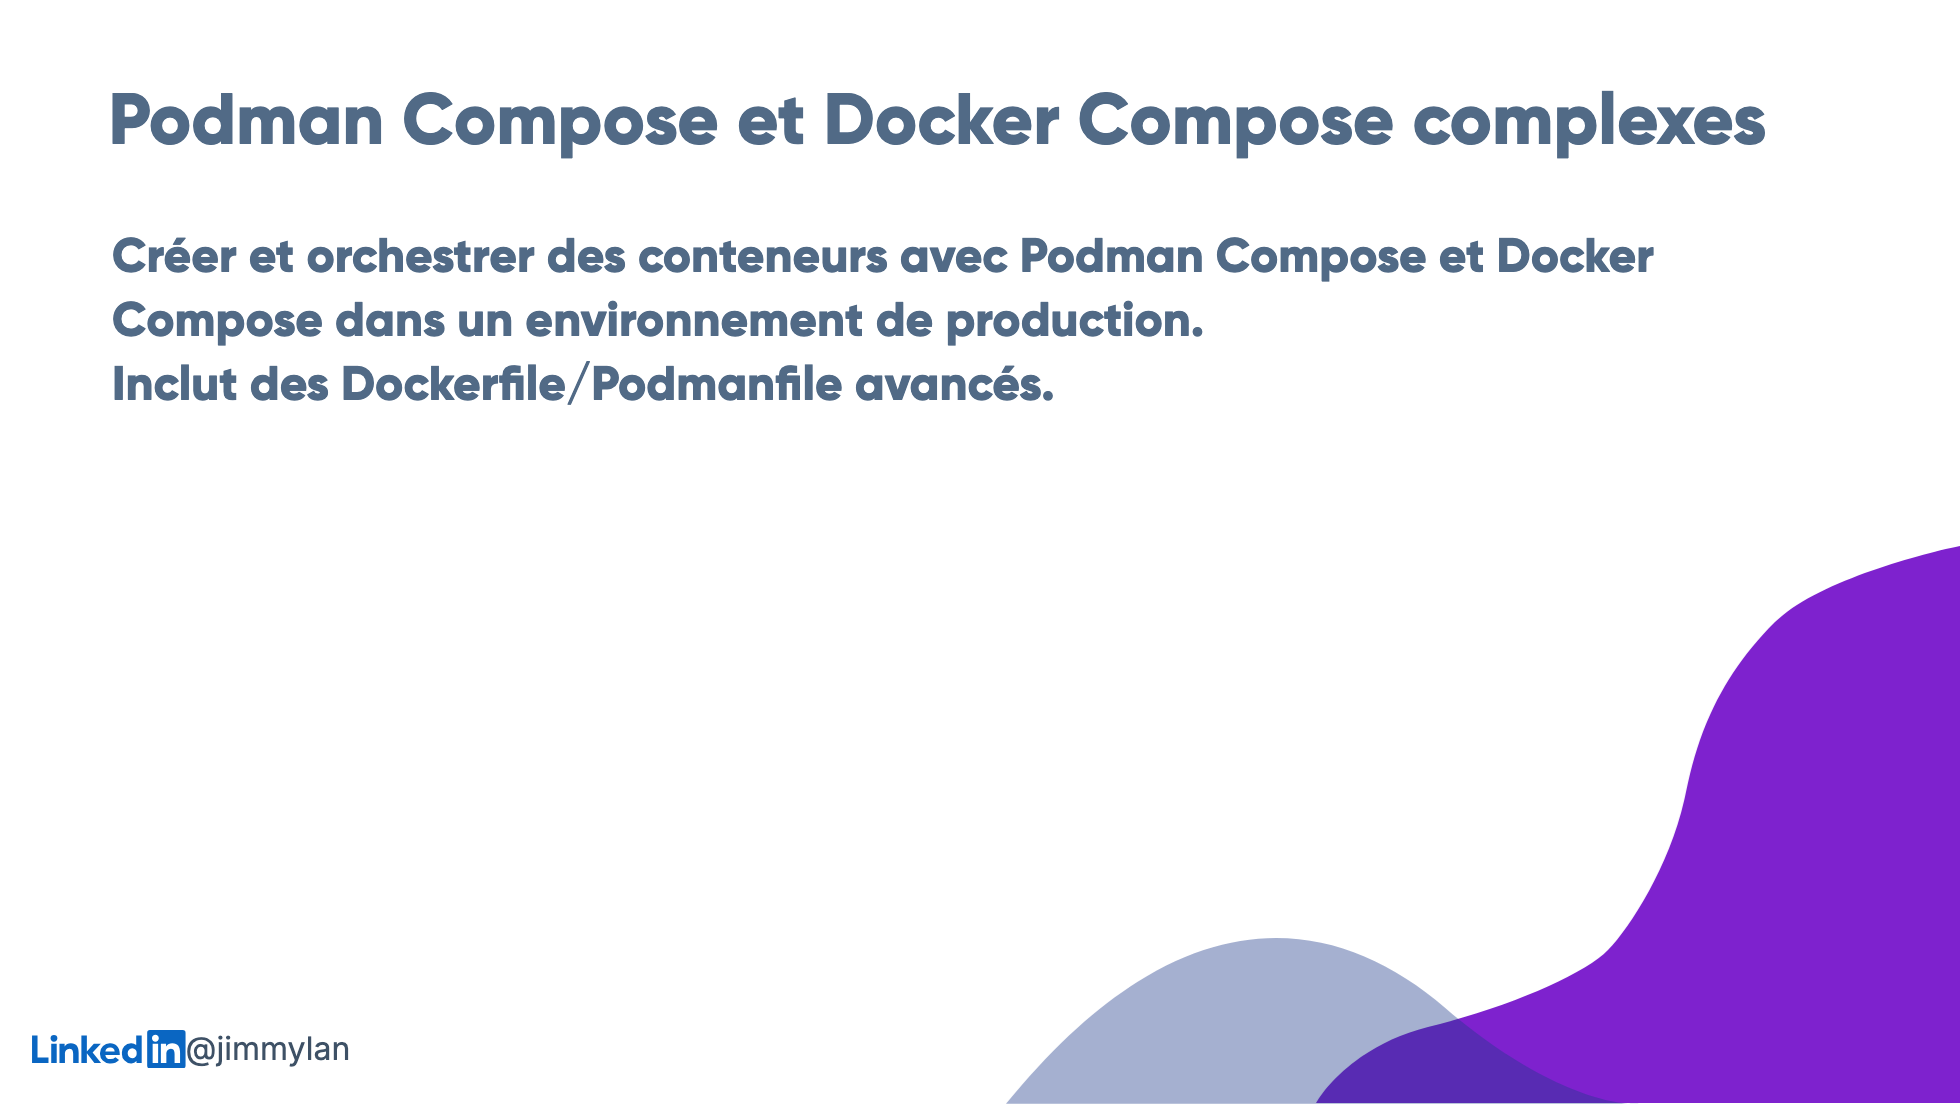 Podman Compose et Docker Compose complexes
Créer et orchestrer des conteneurs avec Podman Compose et Docker
Compose dans un environnement de production.
Inclut des Dockerfile/Podmanfile avancés.
Linkedin@jimmylan